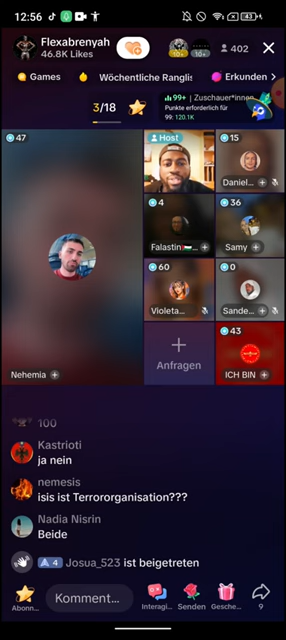 12:56
43
Flexabrenyah
46.8K Likes
10+
1+
402
Games
Wöchentliche Ranglis
Erkunden
3/18
99+ | Zuschauer*innen
Punkte erforderlich für
99: 120.1K
47
Nehemia
Host
15
Daniel...
4
Falastin
36
Samy
60
Violeta...
0
Sande...
Anfragen
43
ICH BIN
100
Kastrioti
ja nein
nemesis
isis ist Terrororganisation???
Nadia Nisrin
Beide
4 Josua_523 ist beigetreten
Abonn...
Komment...
Interagi...
Senden
Gesche...
9